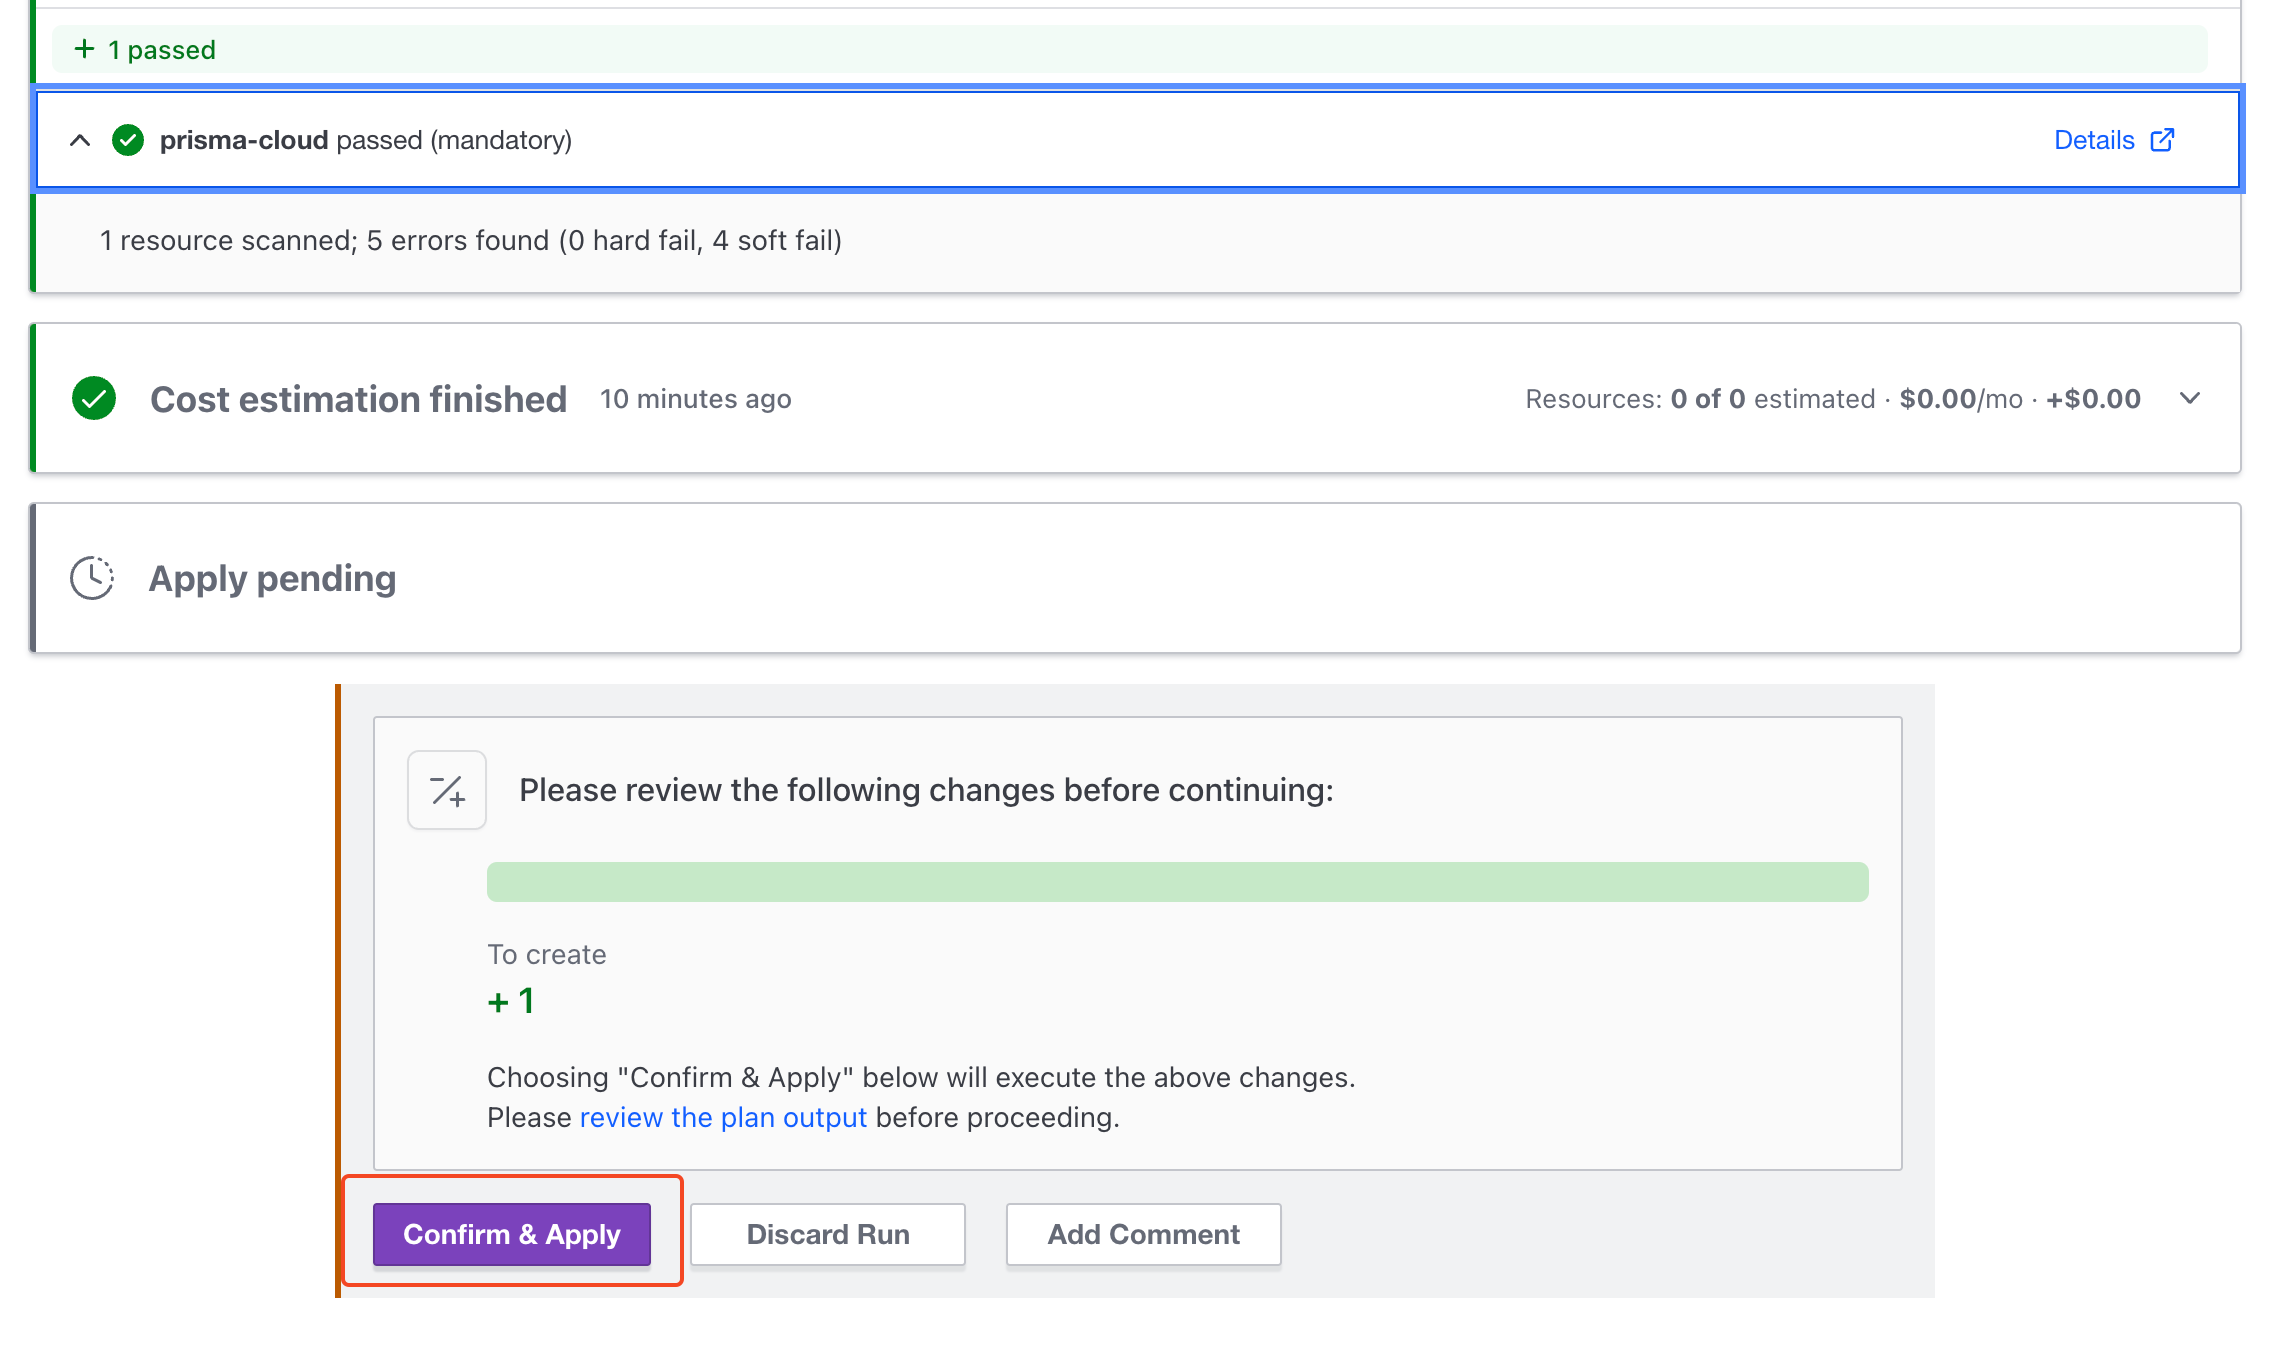 + 1 passed
prisma-cloud passed (mandatory)
Details
1 resource scanned; 5 errors found (0 hard fail, 4 soft fail)
Cost estimation finished 10 minutes ago
Resources: 0 of 0 estimated · $0.00/mo · +$0.00
Apply pending
Please review the following changes before continuing:
To create
+ 1
Choosing "Confirm & Apply" below will execute the above changes.
Please review the plan output before proceeding.
Confirm & Apply
Discard Run
Add Comment